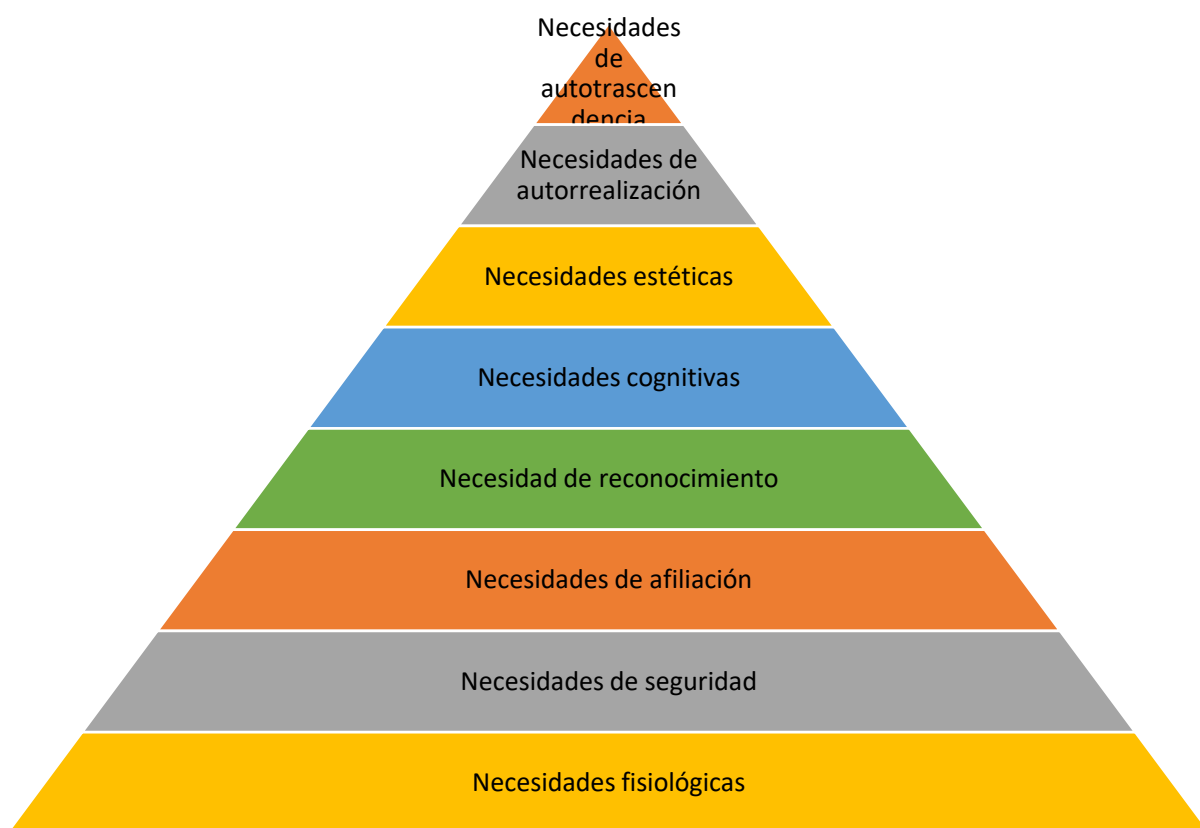 Necesidades
de
autotrascen
dencia
Necesidades de
autorrealización
Necesidades estéticas
Necesidades cognitivas
Necesidad de reconocimiento
Necesidades de afiliación
Necesidades de seguridad
Necesidades fisiológicas